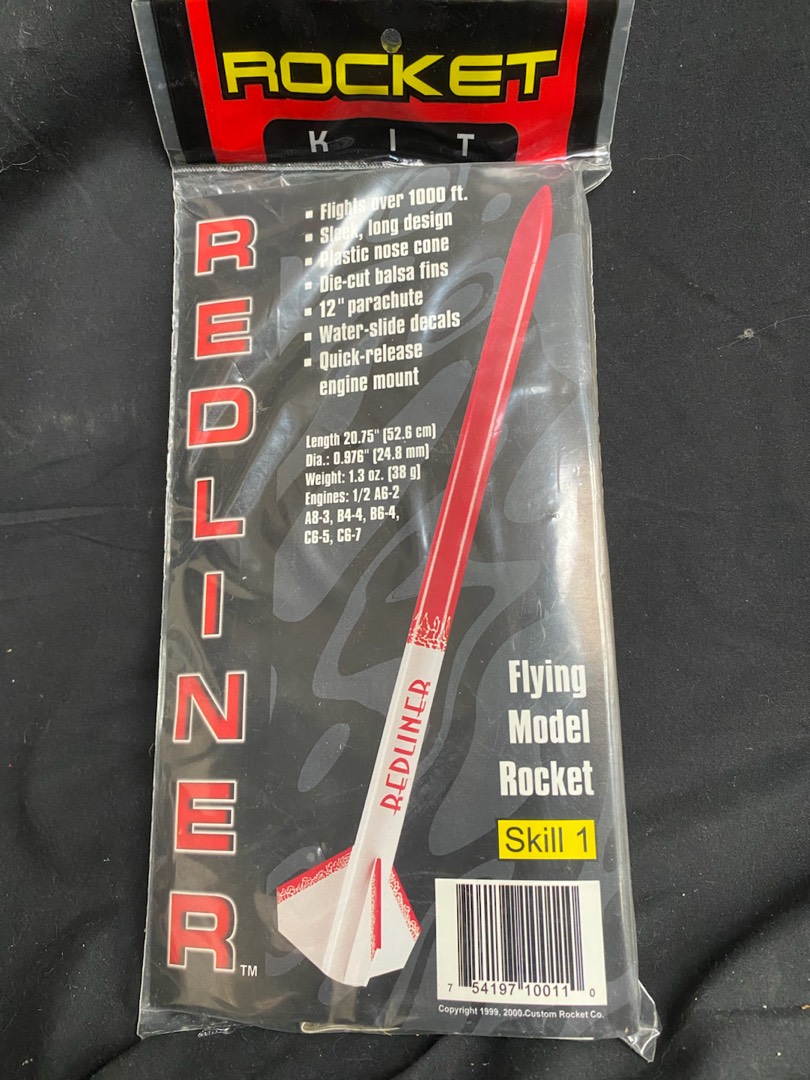 ROCKET
KIT
REDLINER™
▪ Flights over 1000 ft.
▪ Sleek, long design
▪ Plastic nose cone
▪ Die-cut balsa fins
▪ 12" parachute
▪ Water-slide decals
▪ Quick-release
engine mount
Length 20.75" (52.6 cm)
Dia.: 0.976" (24.8 mm)
Weight: 1.3 oz. (38 g)
Engines: 1/2 A6-2
A8-3, B4-4, B6-4,
C6-5, C6-7
REDLINER
Flying
Model
Rocket
Skill 1
7 54197 10011 0
Copyright 1999, 2000 Custom Rocket Co.